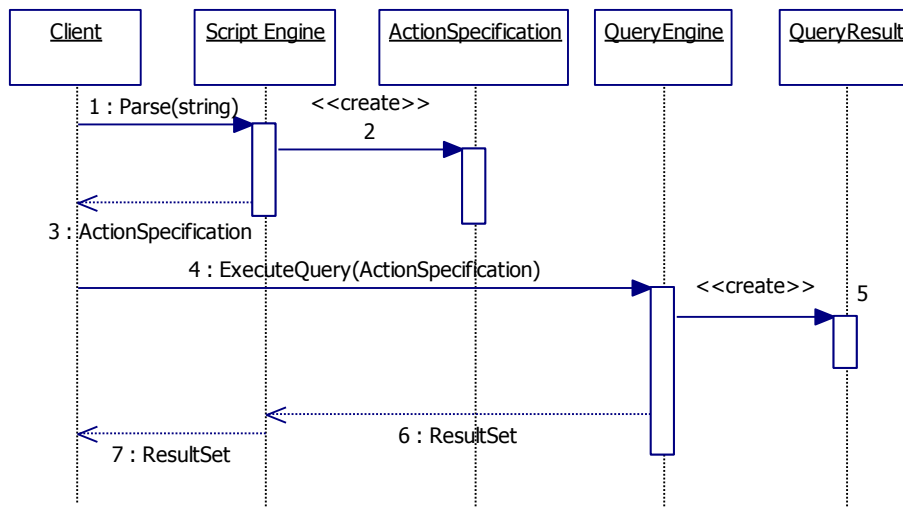 Client
Script Engine
ActionSpecification
QueryEngine
QueryResult
1 : Parse(string)
<<create>>
2
3 : ActionSpecification
4 : ExecuteQuery(ActionSpecification)
<<create>>
5
6 : ResultSet
7 : ResultSet